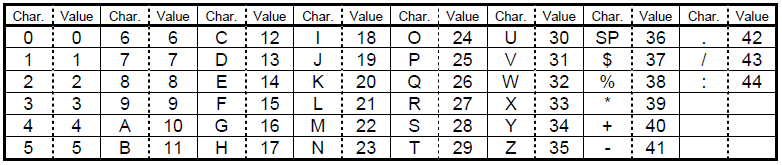 Char. Value Char. Value Char. Value Char. Value Char. Value Char. Value Char. Value Char. Value
0 0 6 6 C 12 I 18 O 24 U 30 SP 36 . 42
1 1 7 7 D 13 J 19 P 25 V 31 $ 37 / 43
2 2 8 8 E 14 K 20 Q 26 W 32 % 38 : 44
3 3 9 9 F 15 L 21 R 27 X 33 * 39
4 4 A 10 G 16 M 22 S 28 Y 34 + 40
5 5 B 11 H 17 N 23 T 29 Z 35 - 41